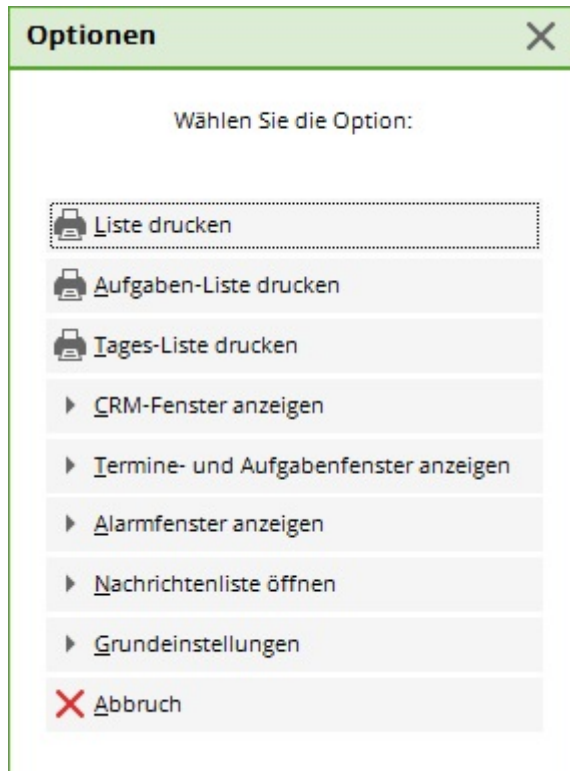 Optionen
Wählen Sie die Option:
Liste drucken
Aufgaben-Liste drucken
Tages-Liste drucken
CRM-Fenster anzeigen
Termine- und Aufgabenfenster anzeigen
Alarmfenster anzeigen
Nachrichtenliste öffnen
Grundeinstellungen
Abbruch